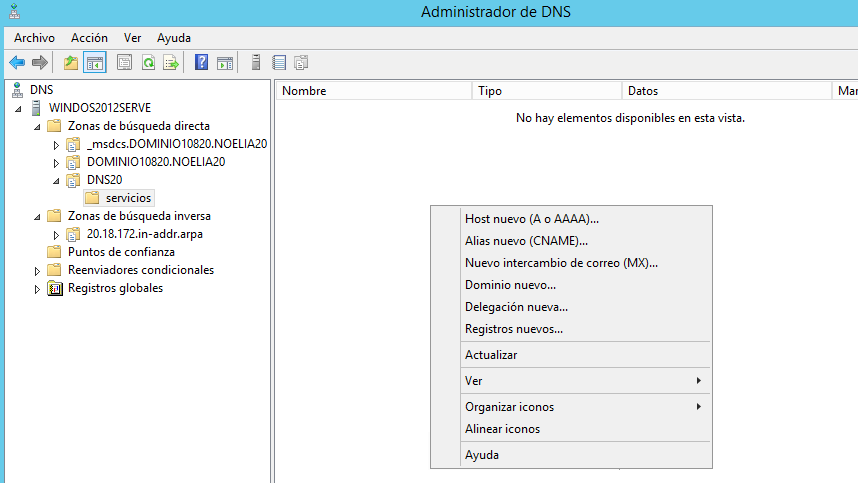 Administrador de DNS
Archivo Acción Ver Ayuda
DNS
WINDOS2012SERVE
Zonas de búsqueda directa
_msdcs.DOMINIO10820.NOELIA20
DOMINIO10820.NOELIA20
DNS20
servicios
Zonas de búsqueda inversa
20.18.172.in-addr.arpa
Puntos de confianza
Reenviadores condicionales
Registros globales
Nombre Tipo Datos Mar
No hay elementos disponibles en esta vista.
Host nuevo (A o AAAA)...
Alias nuevo (CNAME)...
Nuevo intercambio de correo (MX)...
Dominio nuevo...
Delegación nueva...
Registros nuevos...
Actualizar
Ver
Organizar iconos
Alinear iconos
Ayuda